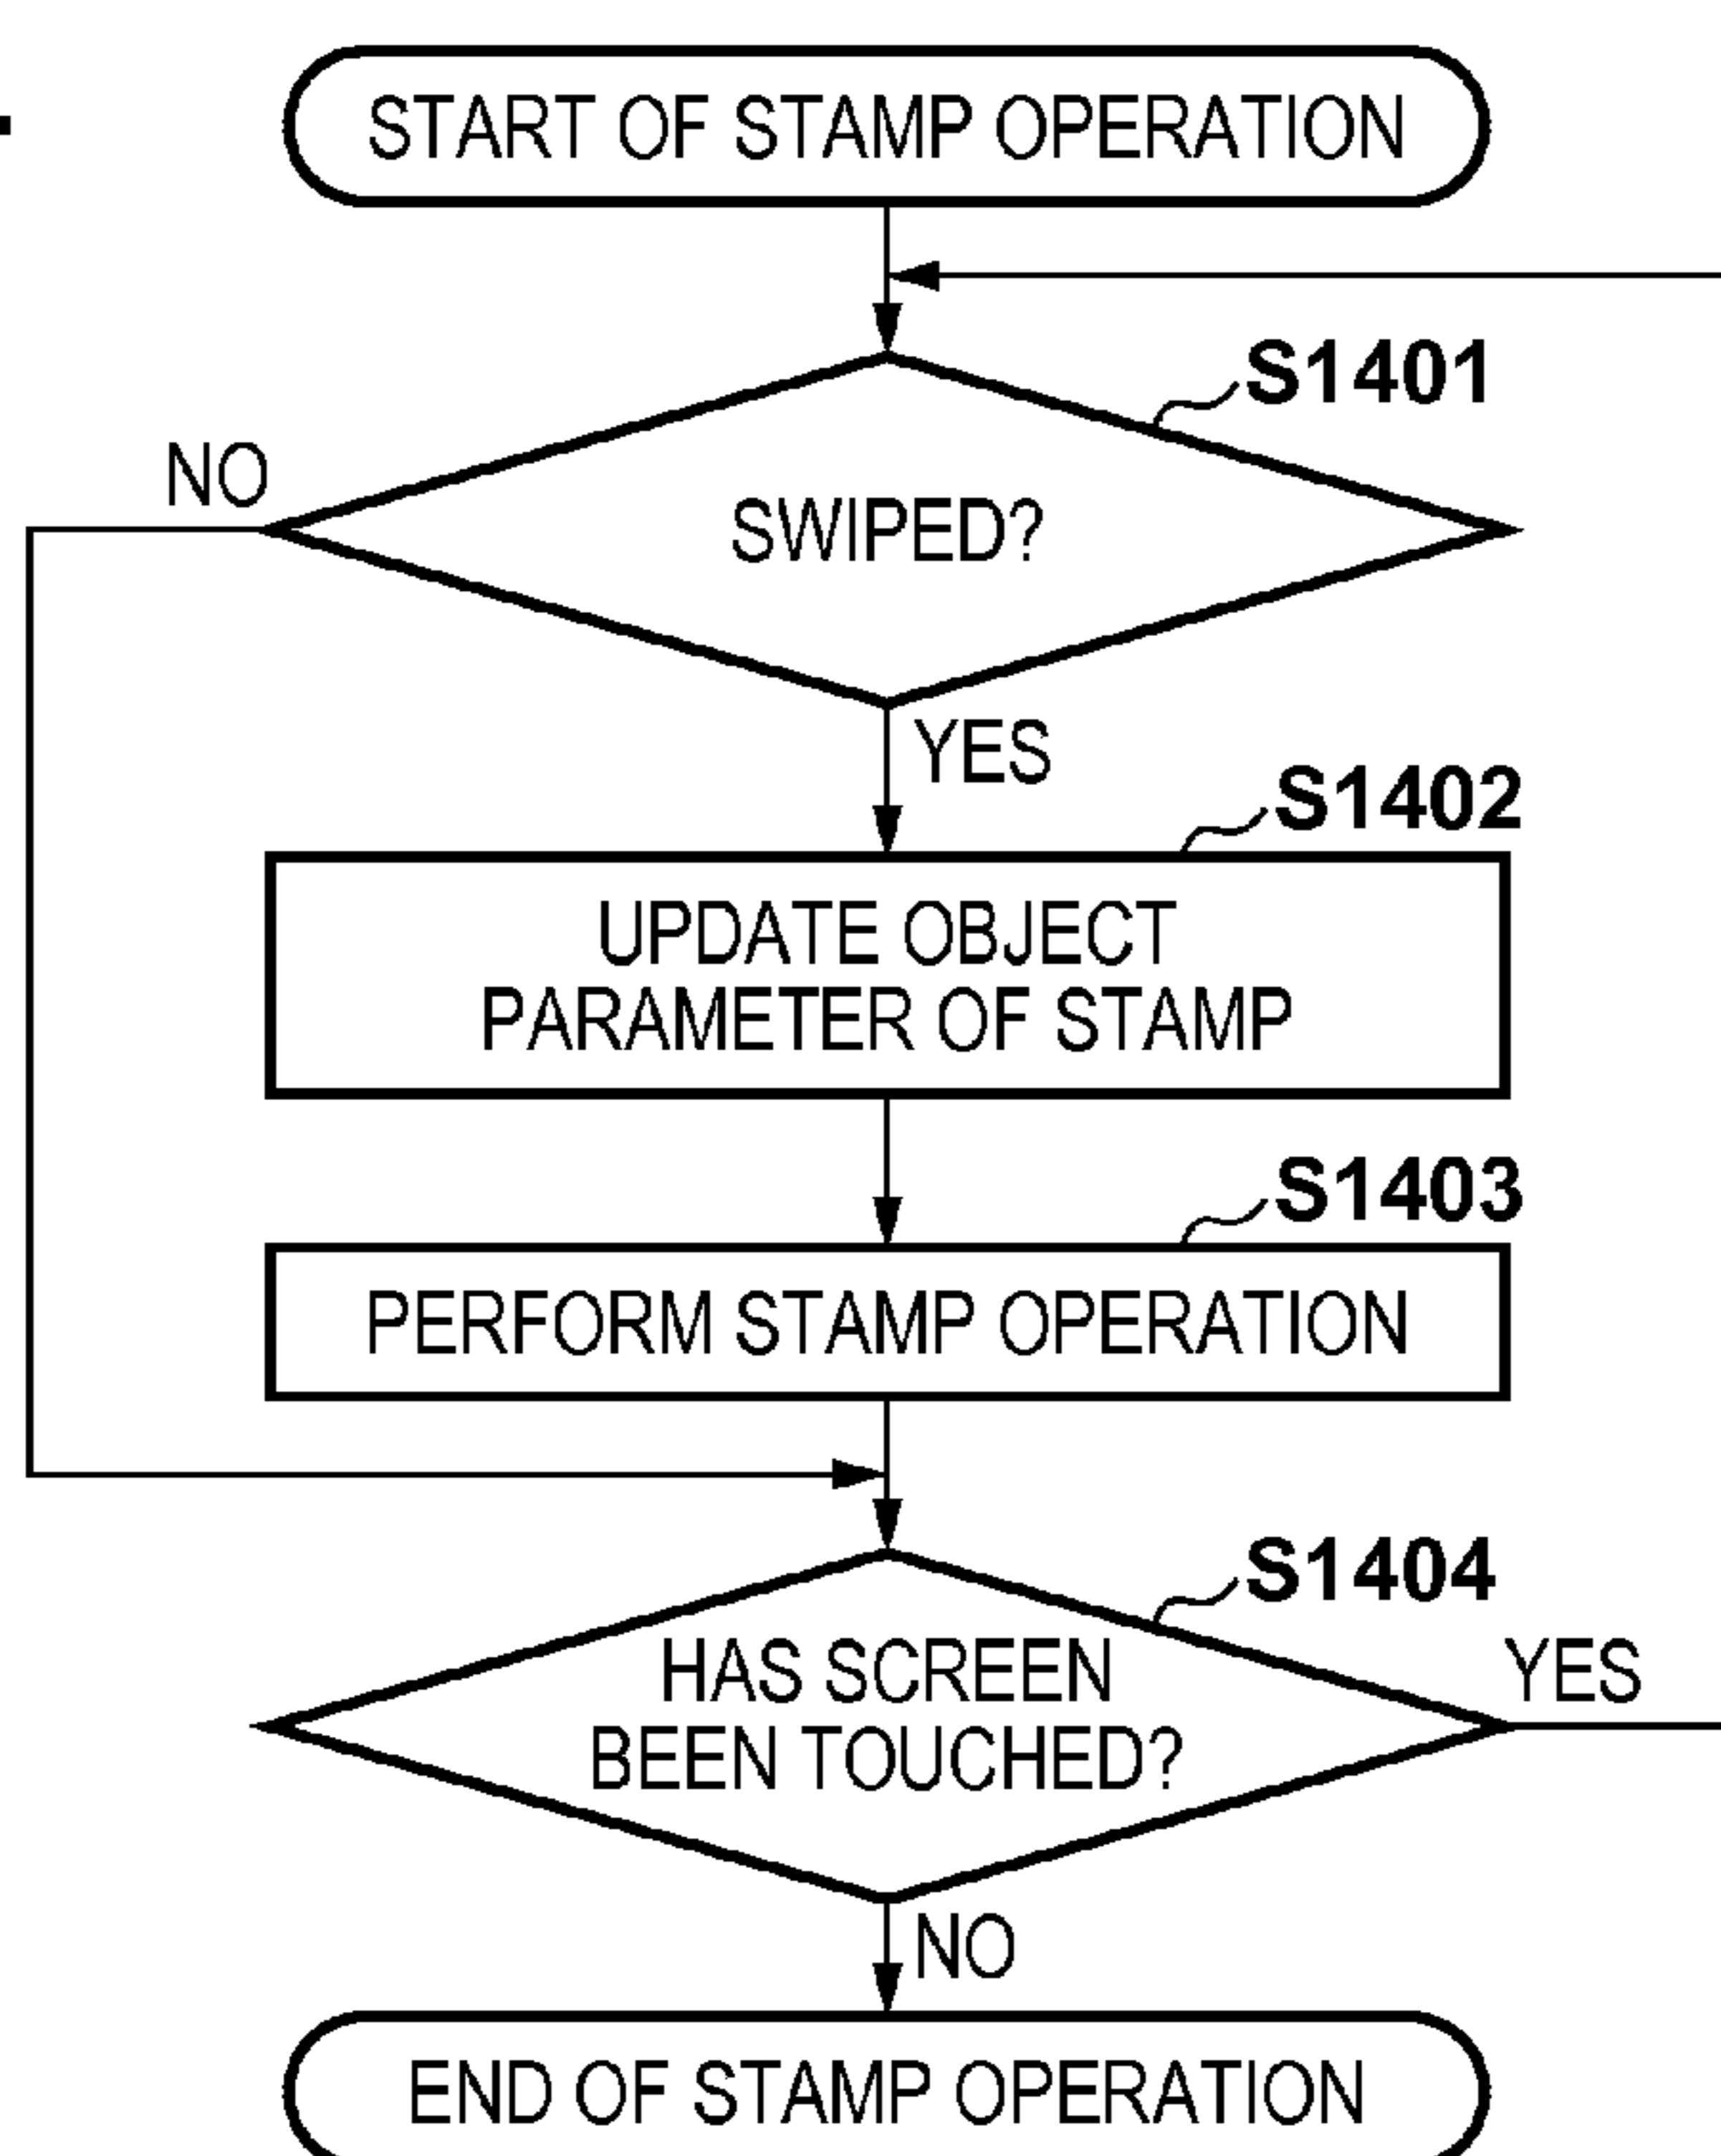 START OF STAMP OPERATION
S1401
NO
SWIPED?
YES
S1402
UPDATE OBJECT
PARAMETER OF STAMP
S1403
PERFORM STAMP OPERATION
S1404
HAS SCREEN
BEEN TOUCHED?
YES
NO
END OF STAMP OPERATION